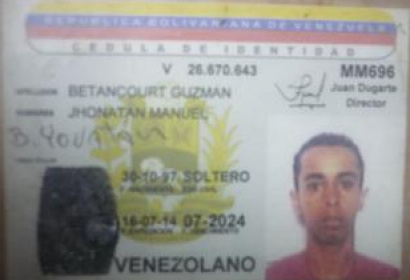 REPUBLICA BOLIVARIANA DE VENEZUELA
CEDULA DE IDENTIDAD
V 26.670.643 MM696
APELLIDOS BETANCOURT GUZMAN
NOMBRES JHONATAN MANUEL
Juan Dugarte
Director
B. Yonatan
30-10-97 SOLTERO
F. NACIMIENTO EDO CIVIL
16-07-14 07-2024
F. EXPEDICION F. VENCIMIENTO
VENEZOLANO